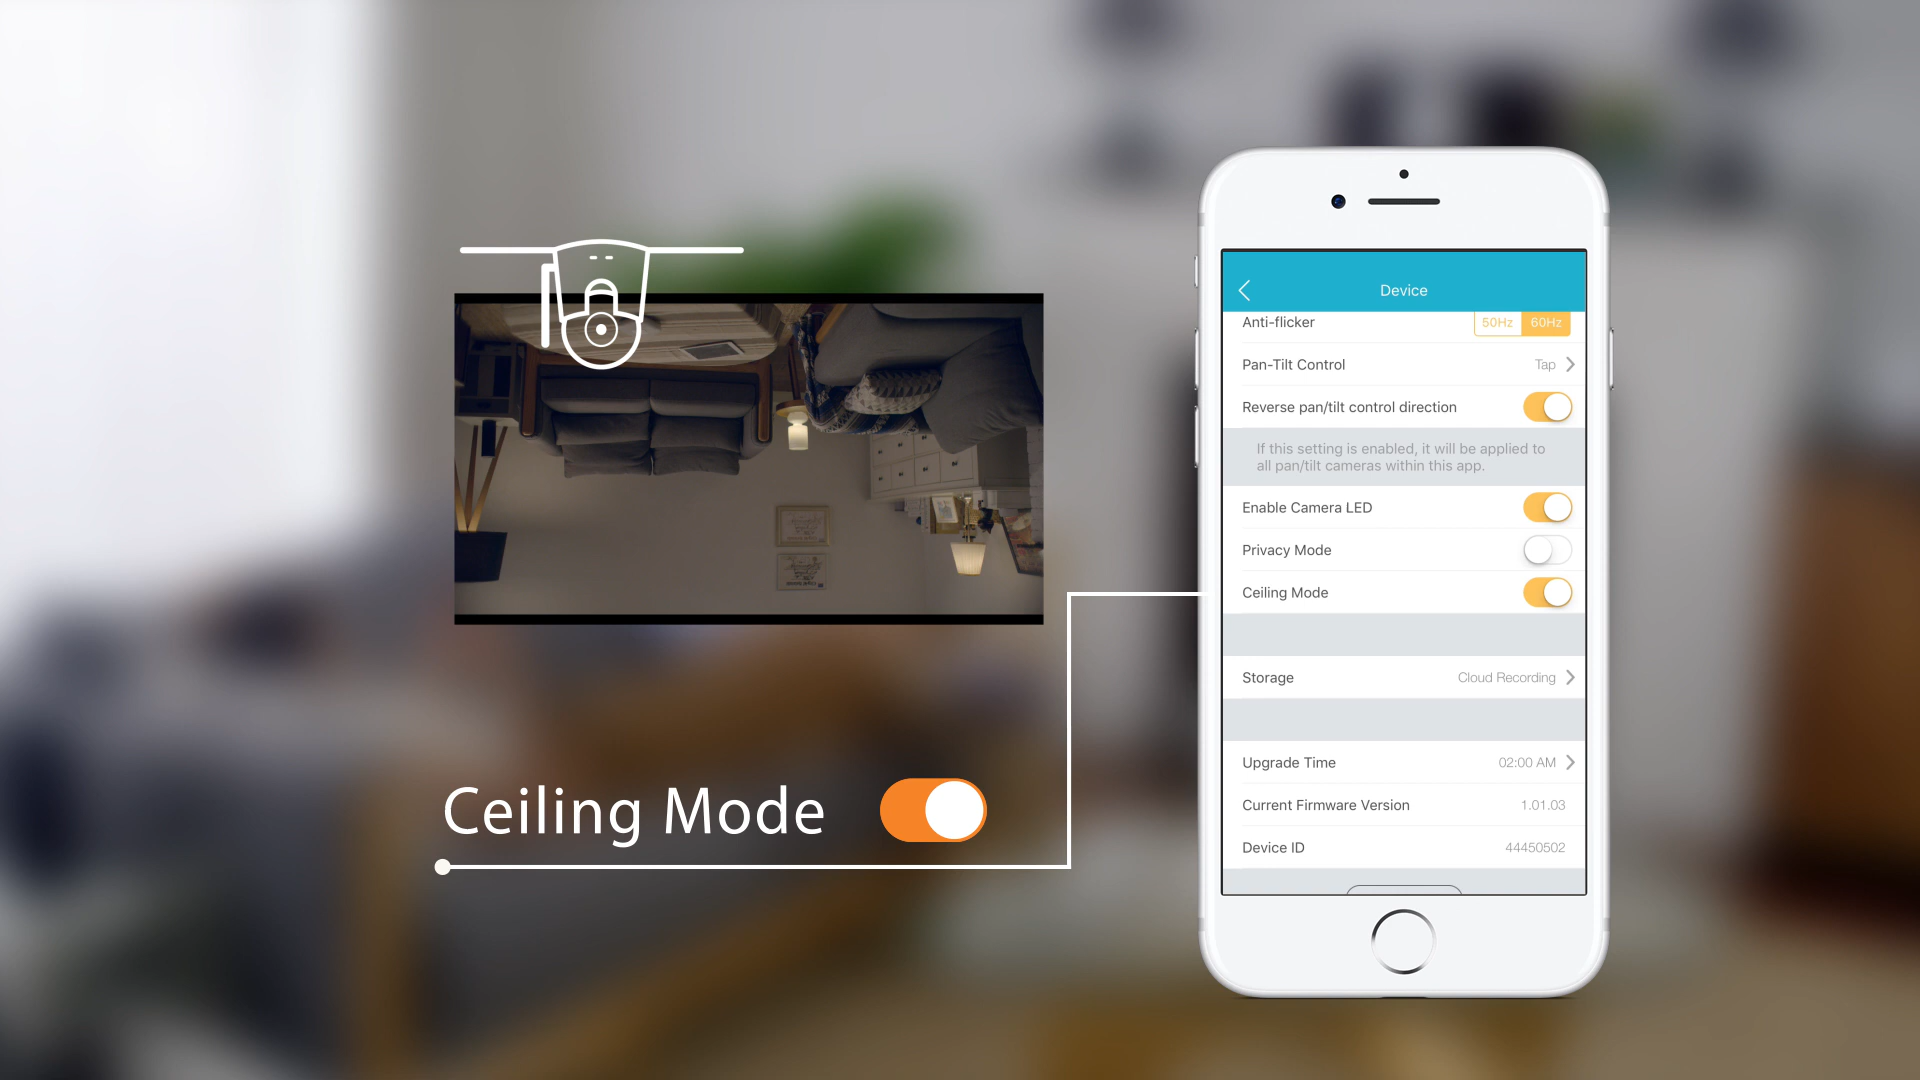 Device
Anti-flicker 50Hz 60Hz
Pan-Tilt Control Tap
Reverse pan/tilt control direction
If this setting is enabled, it will be applied to
all pan/tilt cameras within this app.
Enable Camera LED
Privacy Mode
Ceiling Mode
Storage Cloud Recording
Upgrade Time 02:00 AM
Current Firmware Version 1.01.03
Device ID 44450502
Ceiling Mode